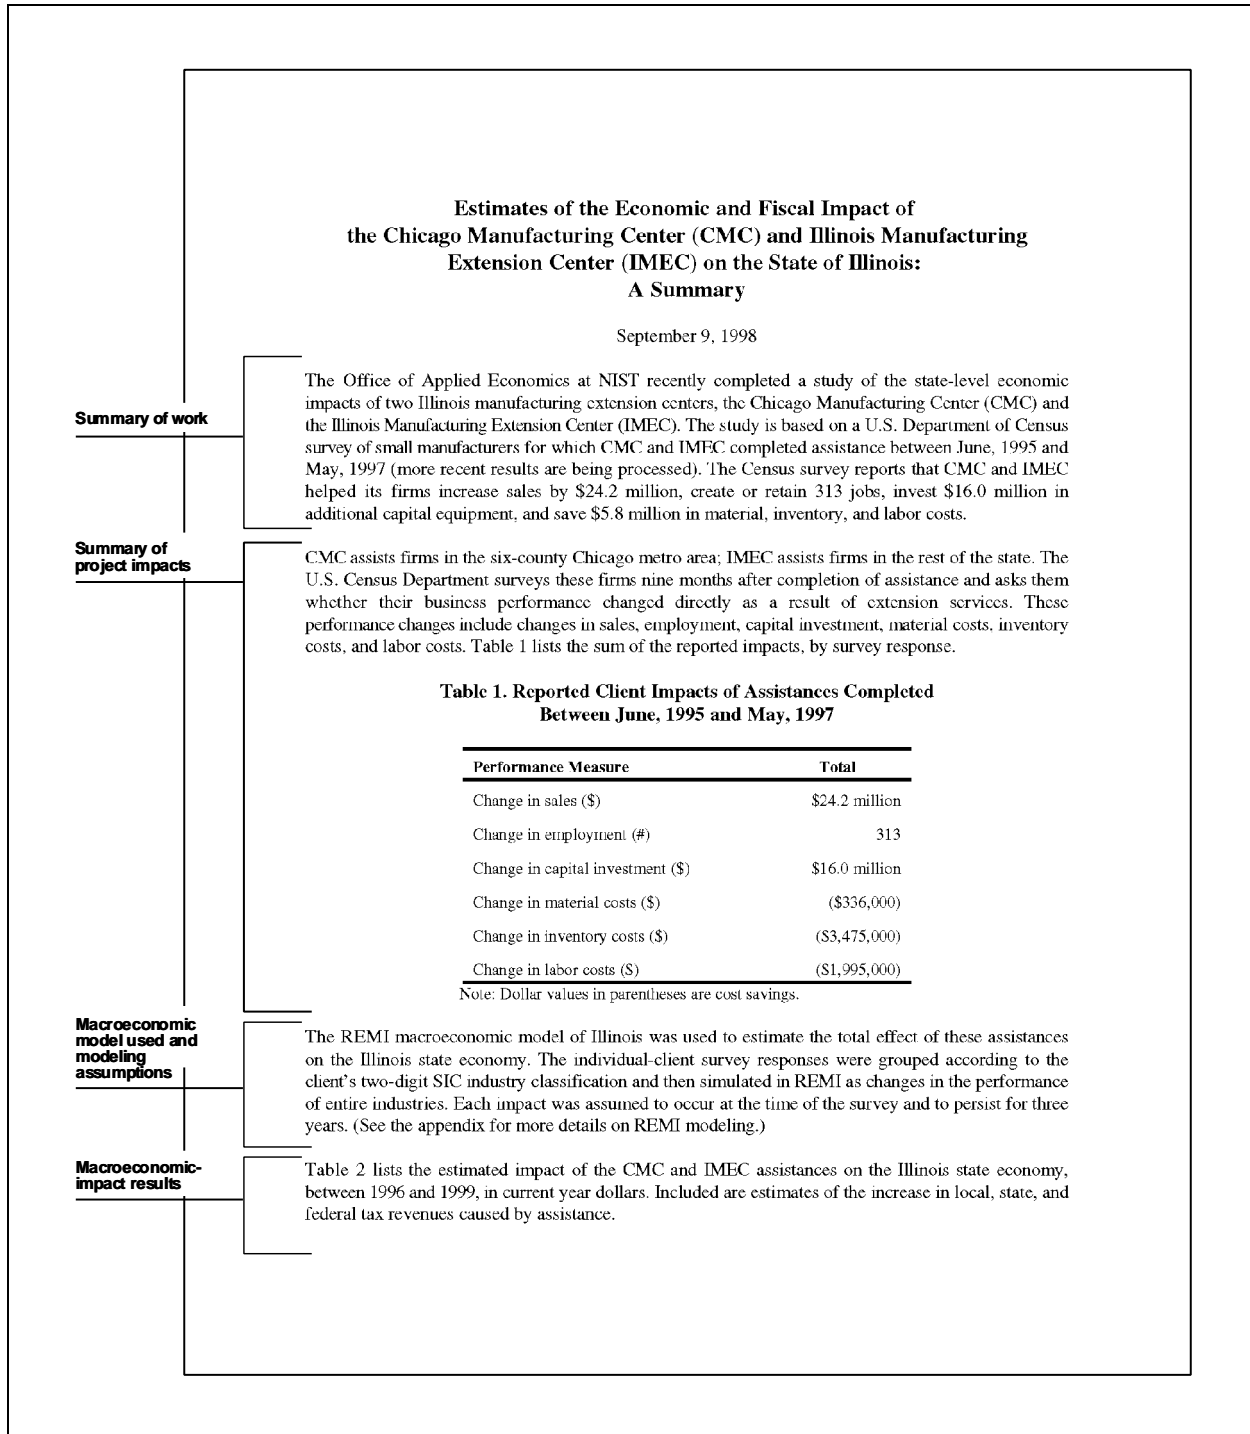 Estimates of the Economic and Fiscal Impact of
the Chicago Manufacturing Center (CMC) and Illinois Manufacturing
Extension Center (IMEC) on the State of Illinois:
A Summary
September 9, 1998
Summary of work
The Office of Applied Economics at NIST recently completed a study of the state-level economic
impacts of two Illinois manufacturing extension centers, the Chicago Manufacturing Center (CMC) and
the Illinois Manufacturing Extension Center (IMEC). The study is based on a U.S. Department of Census
survey of small manufacturers for which CMC and IMEC completed assistance between June, 1995 and
May, 1997 (more recent results are being processed). The Census survey reports that CMC and IMEC
helped its firms increase sales by $24.2 million, create or retain 313 jobs, invest $16.0 million in
additional capital equipment, and save $5.8 million in material, inventory, and labor costs.
Summary of
project impacts
CMC assists firms in the six-county Chicago metro area; IMEC assists firms in the rest of the state. The
U.S. Census Department surveys these firms nine months after completion of assistance and asks them
whether their business performance changed directly as a result of extension services. These
performance changes include changes in sales, employment, capital investment, material costs, inventory
costs, and labor costs. Table 1 lists the sum of the reported impacts, by survey response.
Table 1. Reported Client Impacts of Assistances Completed
Between June, 1995 and May, 1997
Performance Measure Total
Change in sales ($) $24.2 million
Change in employment (#) 313
Change in capital investment ($) $16.0 million
Change in material costs ($) ($336,000)
Change in inventory costs ($) ($3,475,000)
Change in labor costs ($) ($1,995,000)
Note: Dollar values in parentheses are cost savings.
Macroeconomic
model used and
modeling
assumptions
The REMI macroeconomic model of Illinois was used to estimate the total effect of these assistances
on the Illinois state economy. The individual-client survey responses were grouped according to the
client's two-digit SIC industry classification and then simulated in REMI as changes in the performance
of entire industries. Each impact was assumed to occur at the time of the survey and to persist for three
years. (See the appendix for more details on REMI modeling.)
Macroeconomic-
impact results
Table 2 lists the estimated impact of the CMC and IMEC assistances on the Illinois state economy,
between 1996 and 1999, in current year dollars. Included are estimates of the increase in local, state, and
federal tax revenues caused by assistance.